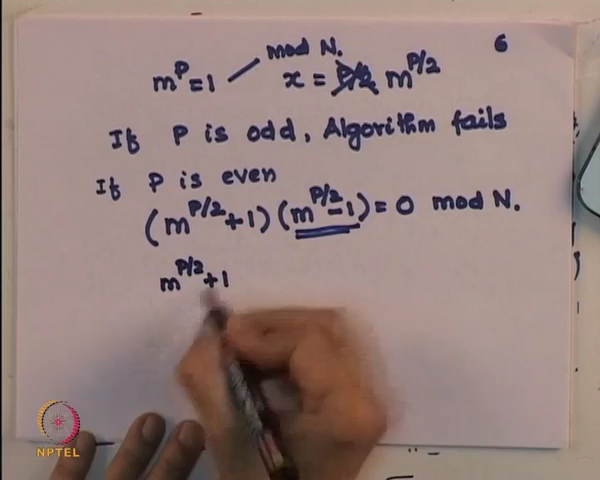 6
mod N.
m^P = 1   x = m^P/2
If P is odd, Algorithm fails
If P is even
(m^P/2 + 1) (m^P/2 - 1) = 0 mod N.
m^P/2 + 1
NPTEL